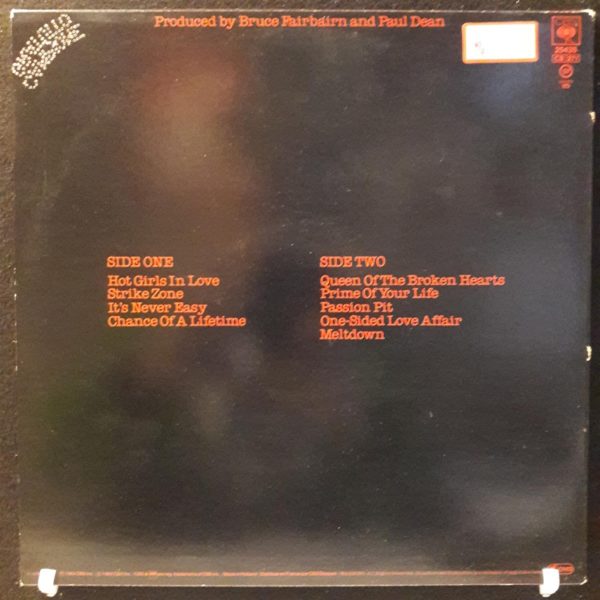 Produced by Bruce Fairbairn and Paul Dean
CBS
SIDE ONE
Hot Girls In Love
Strike Zone
It's Never Easy
Chance Of A Lifetime
SIDE TWO
Queen Of The Broken Hearts
Prime Of Your Life
Passion Pit
One-Sided Love Affair
Meltdown